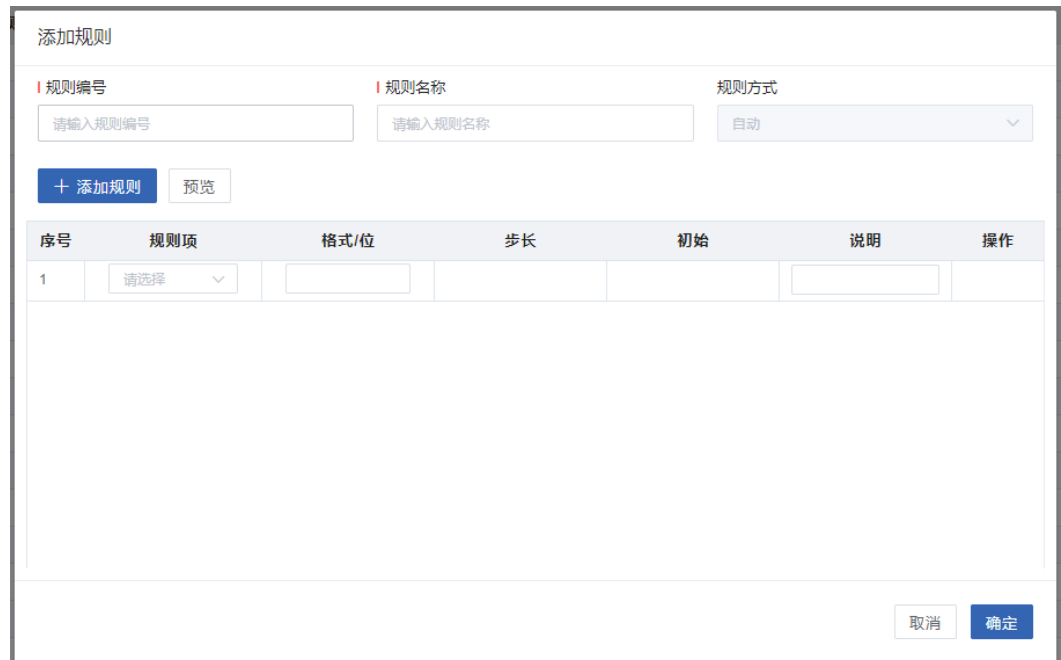 添加规则
规则编号 规则名称 规则方式
请输入规则编号 请输入规则名称 自动
添加规则 预览
序号 规则项 格式/位 步长 初始 说明 操作
1 请选择
取消 确定